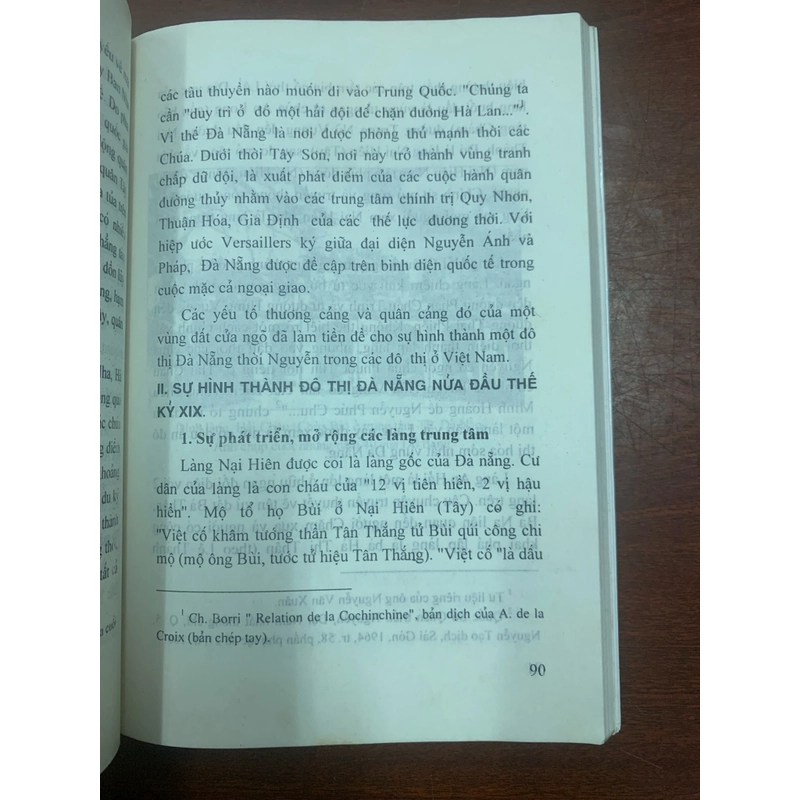 các tâu thuyền nào muốn đi vào Trung Quốc. "Chúng ta
cần "duy trì ở đó một hải đội để chặn đường Hà Lan..."¹.
Vị thế Đà Nẵng là nơi được phòng thủ mạnh thời các
Chúa. Dưới thời Tây Sơn, nơi này trở thành vùng tranh
chấp dữ dội, là xuất phát điểm của các cuộc hành quân
đường thủy nhằm vào các trung tâm chính trị Quy Nhơn,
Thuận Hóa, Gia Định của các thế lực đương thời. Với
hiệp ước Versaillers ký giữa đại diện Nguyễn Ánh và
Pháp, Đà Nẵng được đề cập trên bình diện quốc tế trong
cuộc mặc cả ngoại giao.
Các yếu tố thương cảng và quân cảng đó của một
vùng đất cửa ngõ đã làm tiền đề cho sự hình thành một đô
thị Đà Nẵng thời Nguyễn trong các đô thị ở Việt Nam.
II. SỰ HÌNH THÀNH ĐÔ THỊ ĐÀ NẴNG NỬA ĐẦU THẾ
KỶ XIX.
1. Sự phát triển, mở rộng các làng trung tâm
Làng Nại Hiên được coi là làng gốc của Đà nẵng. Cư
dân của làng là con cháu của "12 vị tiên hiền, 2 vị hậu
hiền". Mộ tổ họ Bùi ở Nại Hiên (Tây) có ghi:
"Việt cố khâm tướng thần Tân Thắng tử Bùi quí công chi
mộ (mộ ông Bùi, tước tử hiệu Tân Thắng). "Việt cố "là dấu
¹ Ch. Borri " Relation de la Cochinchine", bản dịch của A. de la
Croix (bản chép tay).
90